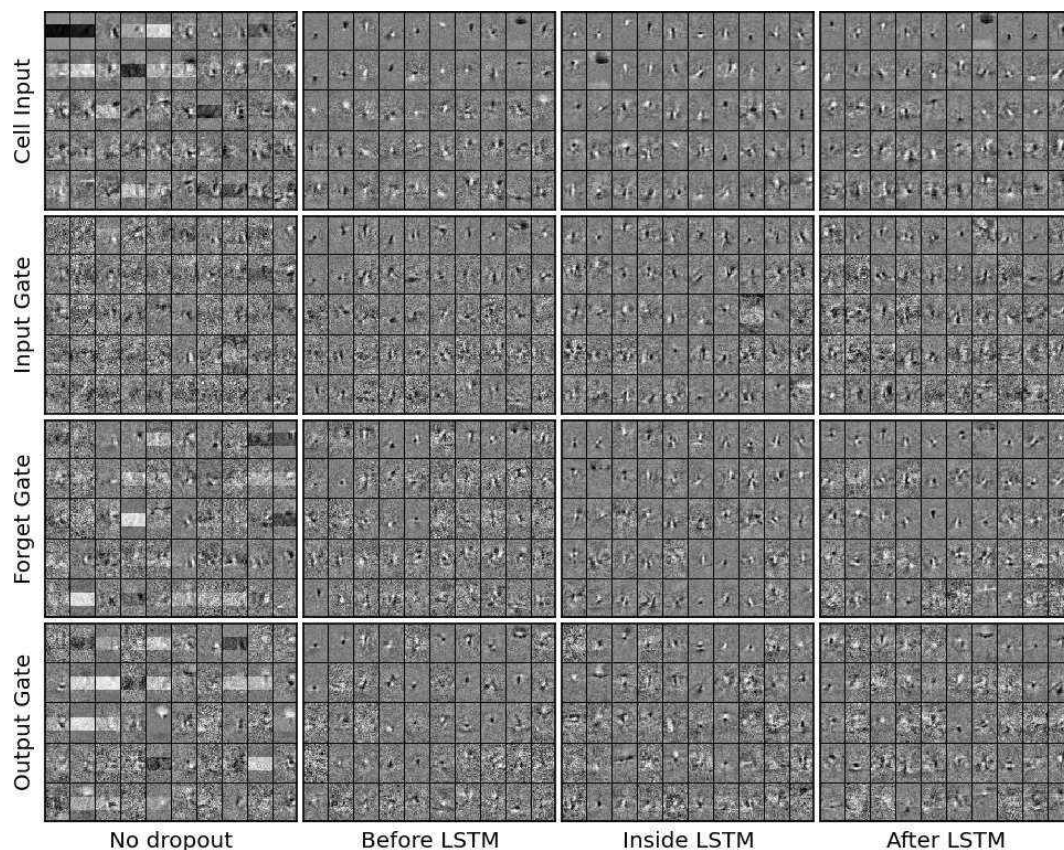 Cell Input
Input Gate
Forget Gate
Output Gate
No dropout
Before LSTM
Inside LSTM
After LSTM